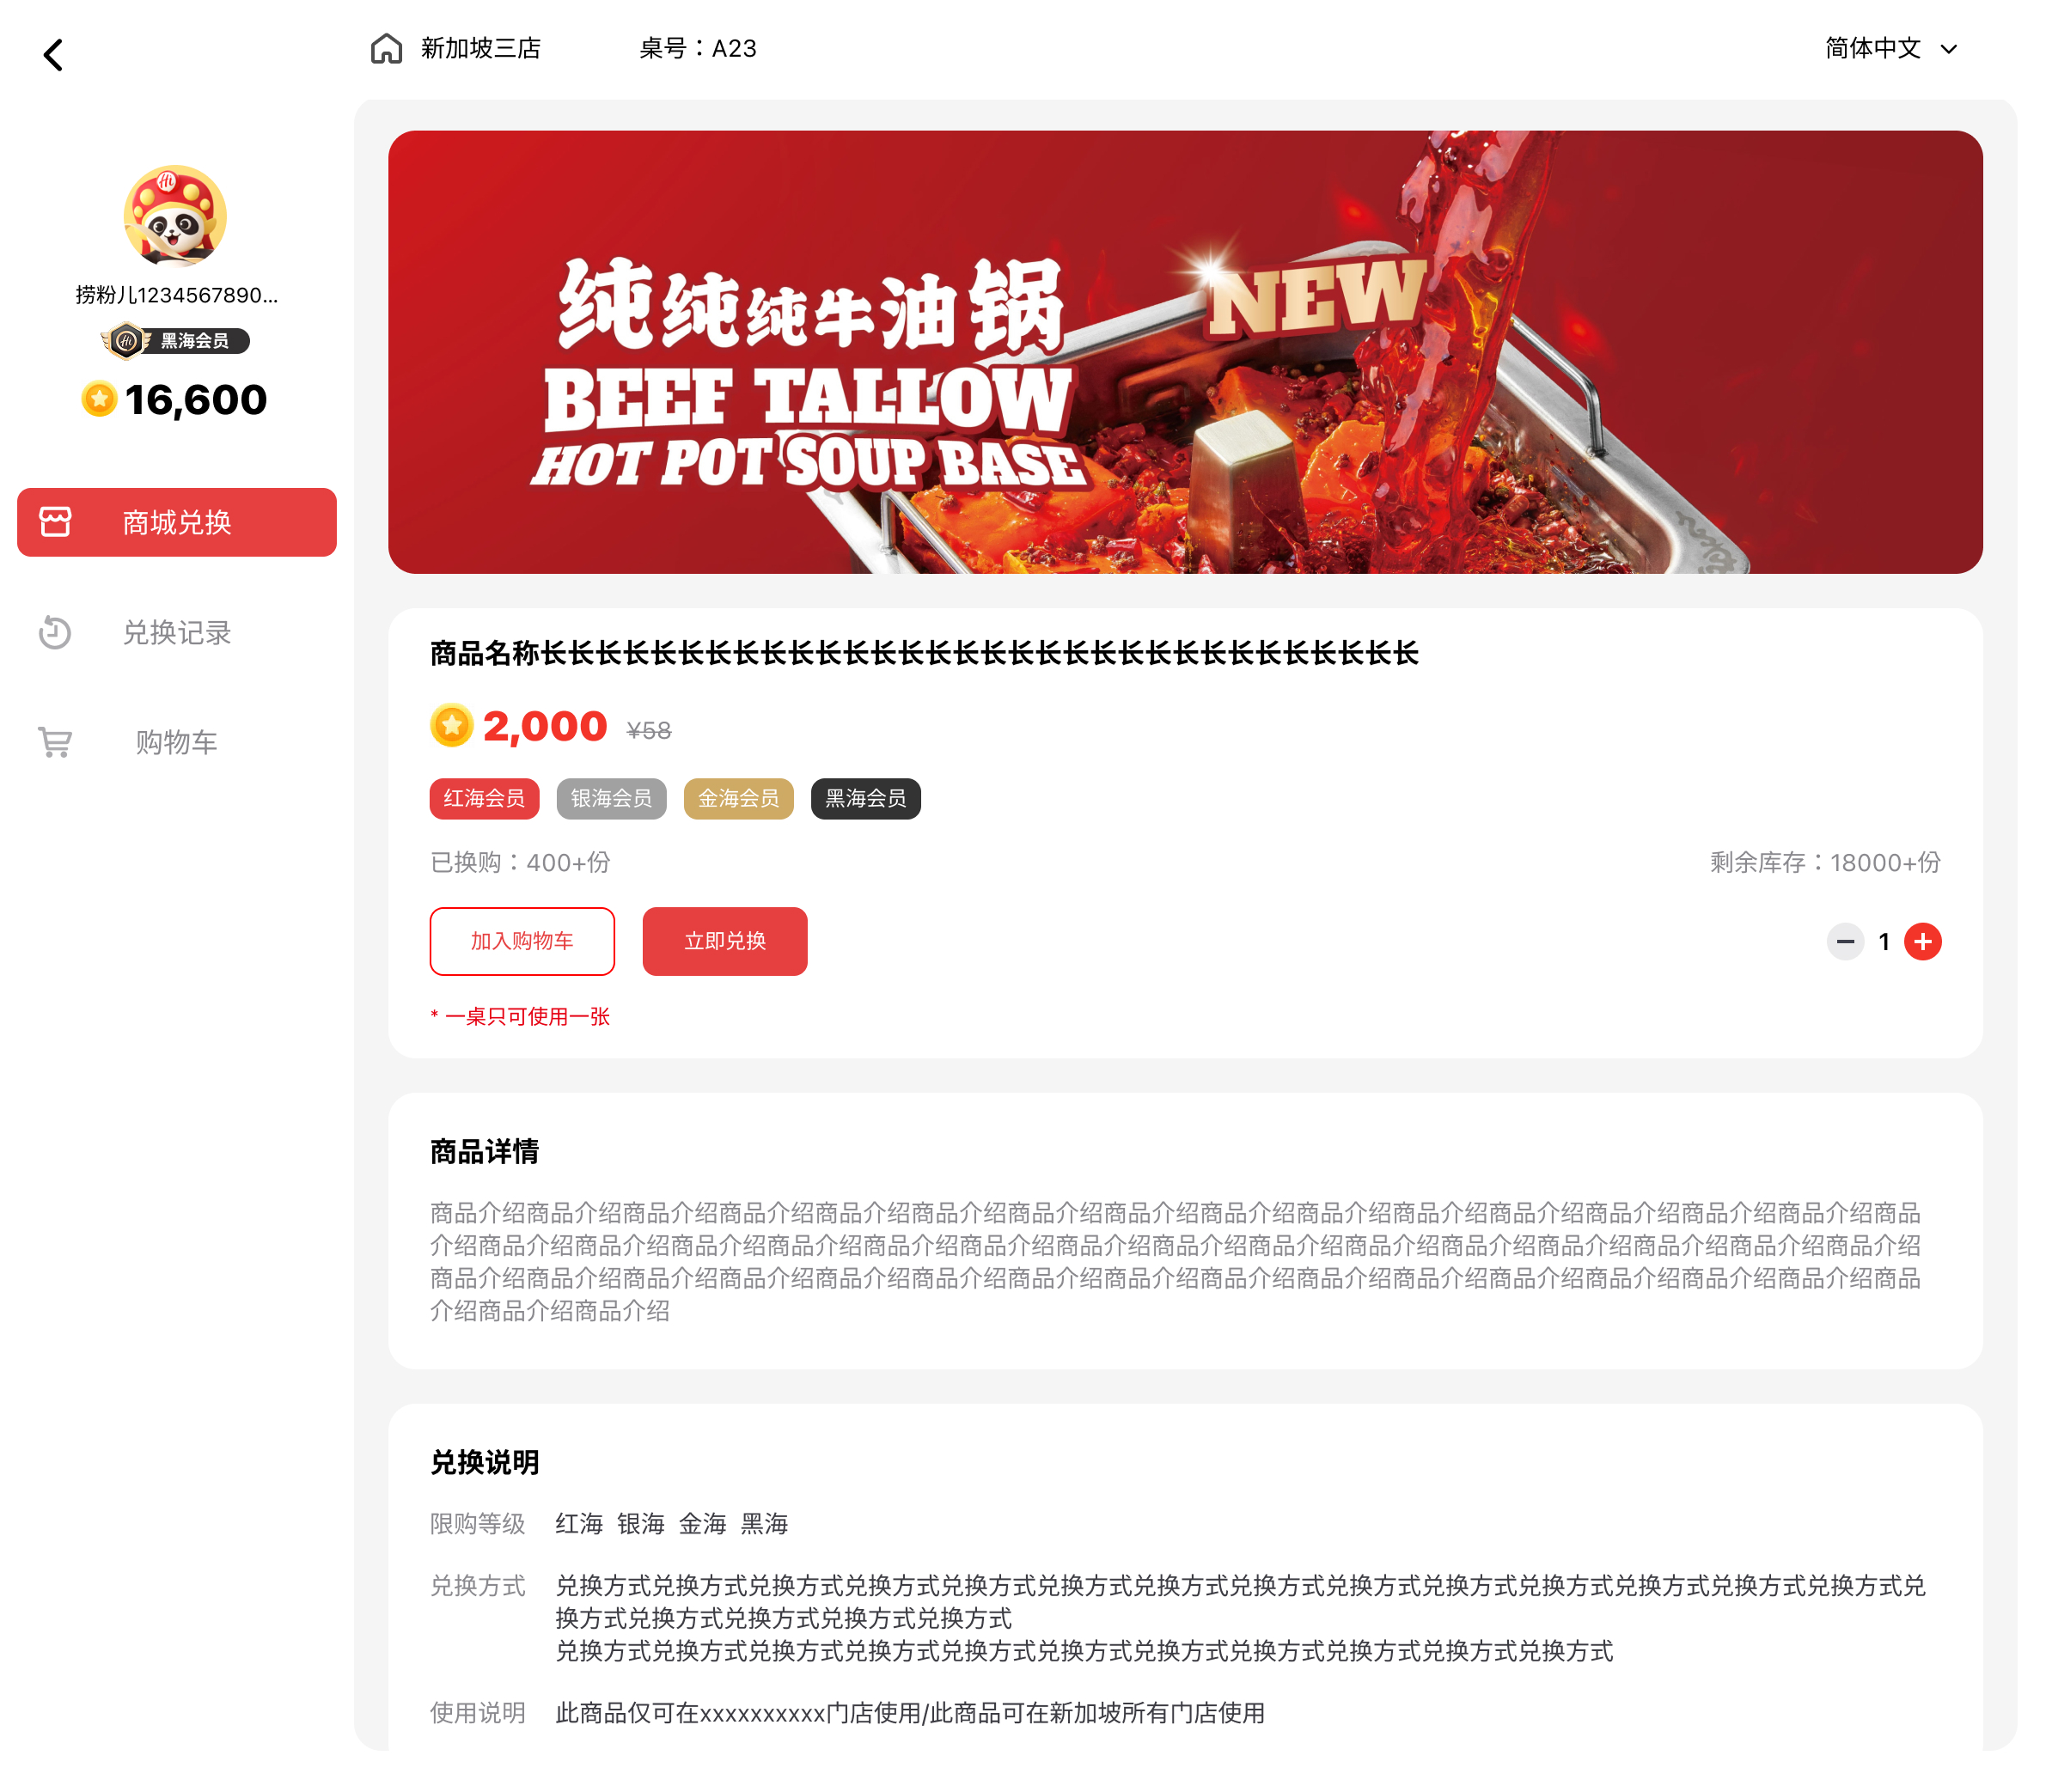 新加坡三店
桌号：A23
简体中文
Hi
捞粉儿1234567890...
Hi
黑海会员
16,600
商城兑换
兑换记录
购物车
纯纯纯牛油锅
NEW
BEEF TALLOW
HOT POT SOUP BASE
商品名称长长长长长长长长长长长长长长长长长长长长长长长长长长长长长长长长
2,000 ¥58
红海会员 银海会员 金海会员 黑海会员
已换购：400+份
剩余库存：18000+份
加入购物车
立即兑换
1
* 一桌只可使用一张
商品详情
商品介绍商品介绍商品介绍商品介绍商品介绍商品介绍商品介绍商品介绍商品介绍商品介绍商品介绍商品介绍商品介绍商品介绍商品介绍商品
介绍商品介绍商品介绍商品介绍商品介绍商品介绍商品介绍商品介绍商品介绍商品介绍商品介绍商品介绍商品介绍商品介绍商品介绍商品介绍
商品介绍商品介绍商品介绍商品介绍商品介绍商品介绍商品介绍商品介绍商品介绍商品介绍商品介绍商品介绍商品介绍商品介绍商品介绍商品
介绍商品介绍商品介绍
兑换说明
限购等级 红海 银海 金海 黑海
兑换方式 兑换方式兑换方式兑换方式兑换方式兑换方式兑换方式兑换方式兑换方式兑换方式兑换方式兑换方式兑换方式兑换方式兑换方式兑
换方式兑换方式兑换方式兑换方式兑换方式
兑换方式兑换方式兑换方式兑换方式兑换方式兑换方式兑换方式兑换方式兑换方式兑换方式兑换方式
使用说明 此商品仅可在xxxxxxxxxx门店使用/此商品可在新加坡所有门店使用